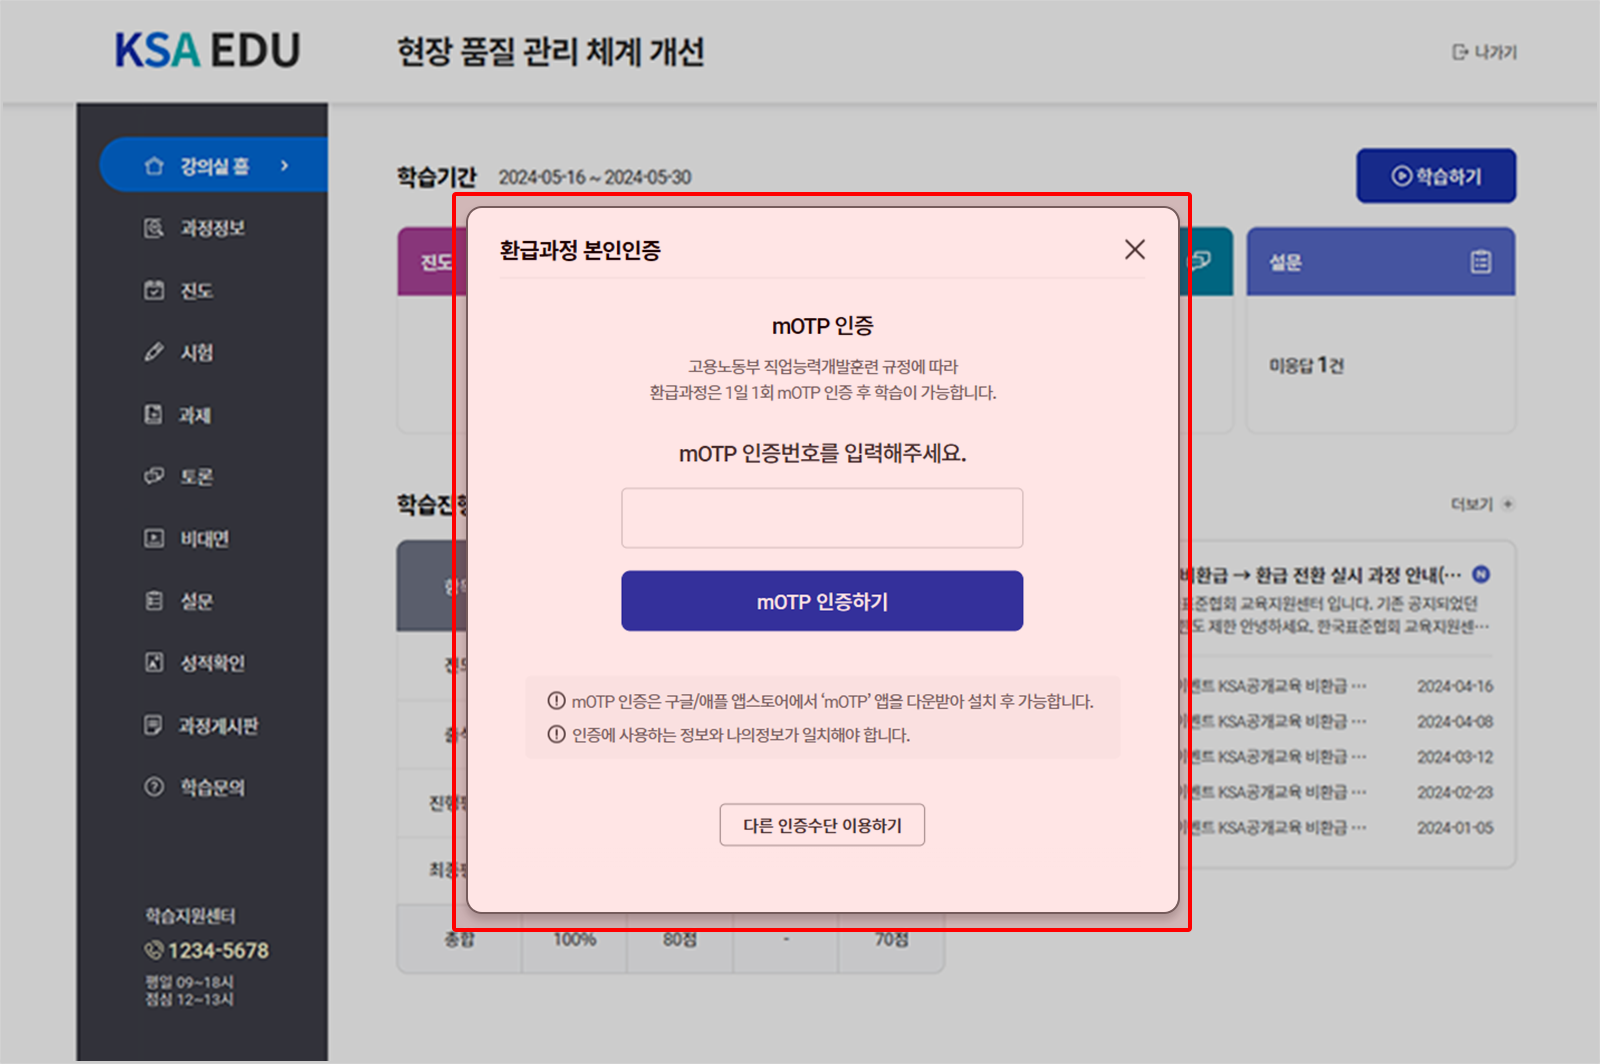 KSA EDU
현장 품질 관리 체계 개선
나가기
강의실 홈
과정정보
진도
시험
과제
토론
비대면
설문
성적확인
과정게시판
학습문의
학습지원센터
1234-5678
평일 09~18시
점심 12~13시
학습기간 2024-05-16 ~ 2024-05-30
학습하기
진도
설문
미응답 1건
환급과정 본인인증
mOTP 인증
고용노동부 직업능력개발훈련 규정에 따라
환급과정은 1일 1회 mOTP 인증 후 학습이 가능합니다.
mOTP 인증번호를 입력해주세요.
mOTP 인증하기
mOTP 인증은 구글/애플 앱스토어에서 ‘mOTP’ 앱을 다운받아 설치 후 가능합니다.
인증에 사용하는 정보와 나의정보가 일치해야 합니다.
다른 인증수단 이용하기
종합 100% 80점 - 70점
더보기 +
비환급 → 환급 전환 실시 과정 안내(… N
표준협회 교육지원센터 입니다. 기존 공지되었던
한도 제한 안녕하세요. 한국표준협회 교육지원센…
이벤트 KSA공개교육 비환급 … 2024-04-16
이벤트 KSA공개교육 비환급 … 2024-04-08
이벤트 KSA공개교육 비환급 … 2024-03-12
이벤트 KSA공개교육 비환급 … 2024-02-23
이벤트 KSA공개교육 비환급 … 2024-01-05